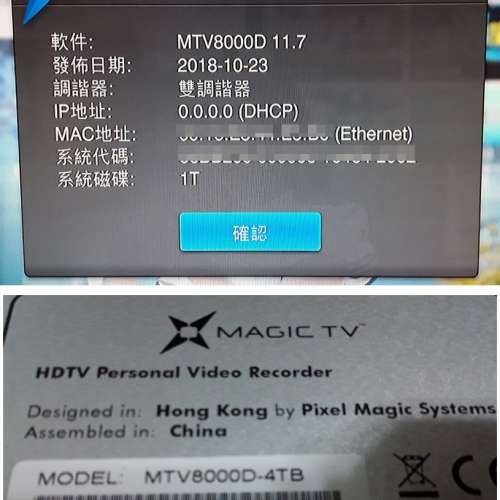 軟件: MTV8000D 11.7
發佈日期: 2018-10-23
調諧器: 雙調諧器
IP地址: 0.0.0.0 (DHCP)
MAC地址: (Ethernet)
系統代碼:
系統磁碟: 1T
確認
MAGIC TV™
HDTV Personal Video Recorder
Designed in: Hong Kong by Pixel Magic Systems
Assembled in: China
MODEL: MTV8000D-4TB